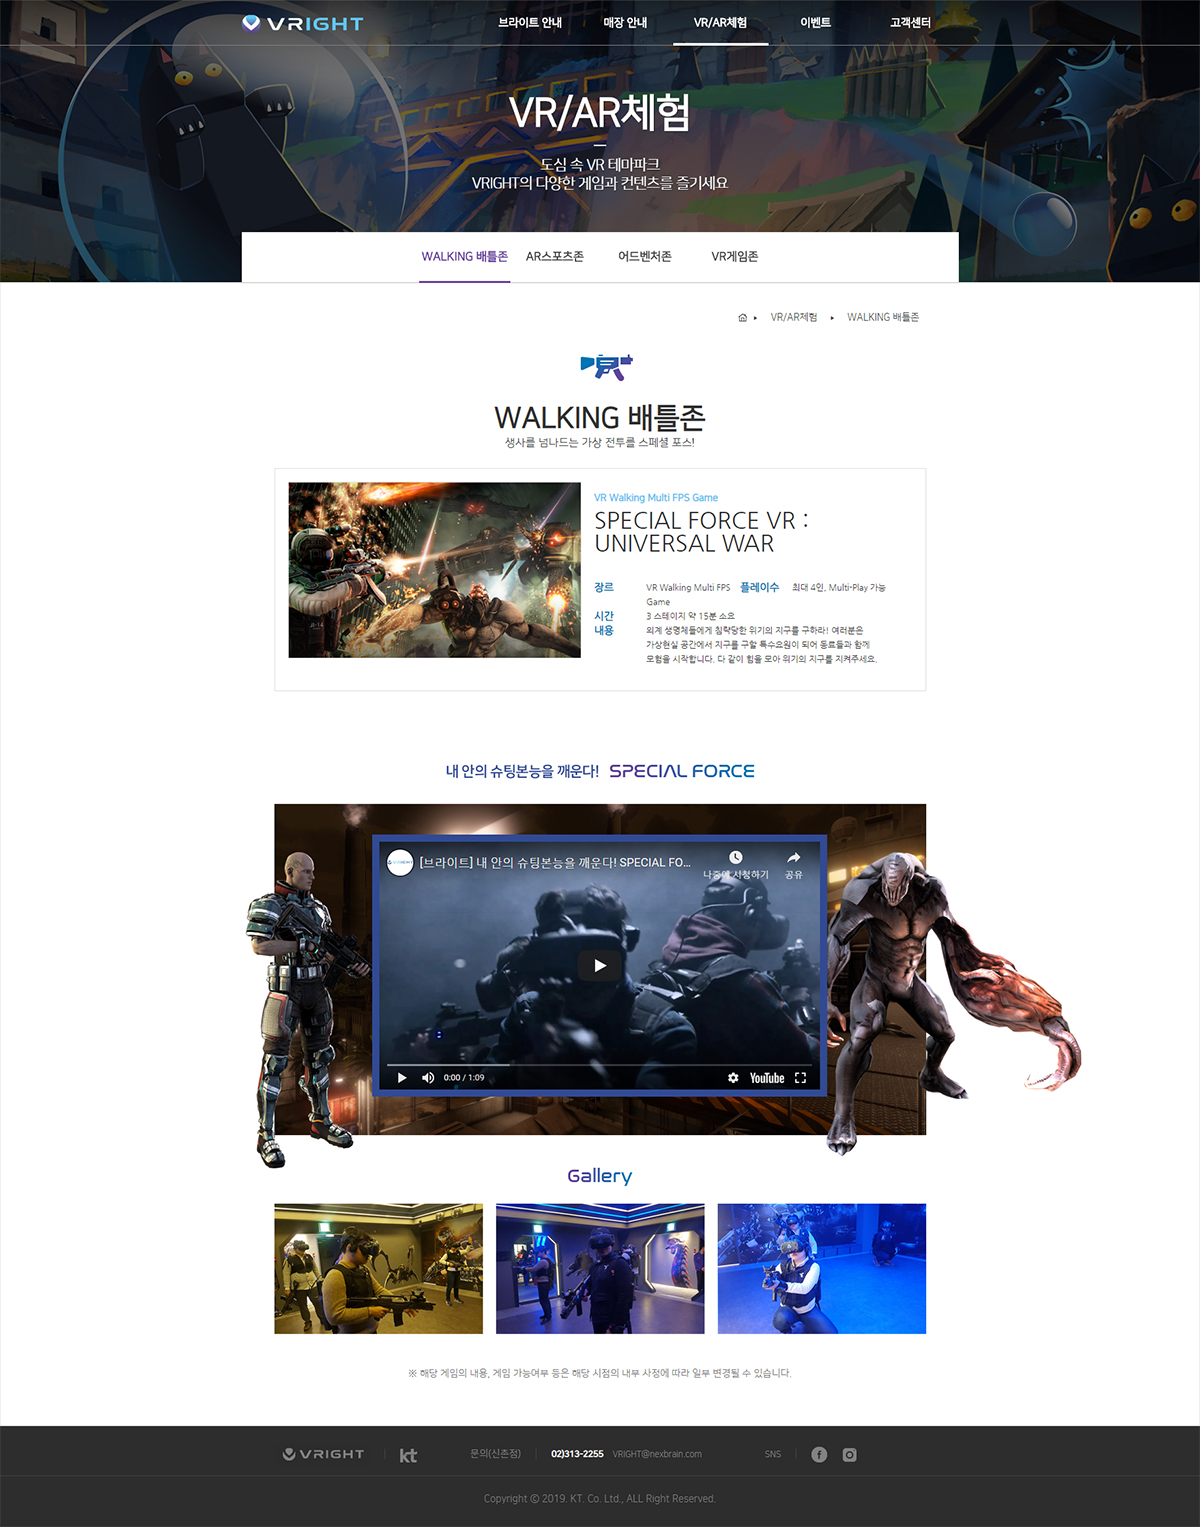 VRIGHT
브라이트 안내
매장 안내
VR/AR체험
이벤트
고객센터
VR/AR체험
도심 속 VR 테마파크
VRIGHT의 다양한 게임과 컨텐츠를 즐기세요
WALKING 배틀존
AR스포츠존
어드벤처존
VR게임존
VR/AR체험
WALKING 배틀존
WALKING 배틀존
생사를 넘나드는 가상 전투를 스페셜 포스!
VR Walking Multi FPS Game
SPECIAL FORCE VR :
UNIVERSAL WAR
장르 VR Walking Multi FPS Game
플레이수 최대 4인, Multi-Play 가능
시간 3 스테이지 약 15분 소요
내용 외계 생명체들에게 침략당한 위기의 지구를 구하라! 여러분은
가상현실 공간에서 지구를 구할 특수요원이 되어 동료들과 함께
모험을 시작합니다. 다 같이 힘을 모아 위기의 지구를 지켜주세요.
내 안의 슈팅본능을 깨운다! SPECIAL FORCE
[브라이트] 내 안의 슈팅본능을 깨운다! SPECIAL FO...
나중에 시청하기
공유
0:00 / 1:09
YouTube
Gallery
※ 해당 게임의 내용, 게임 가능여부 등은 해당 시점의 내부 사정에 따라 일부 변경될 수 있습니다.
VRIGHT
kt
문의(신촌점)
02)313-2255
VRIGHT@nexbrain.com
SNS
Copyright ⓒ 2019. KT. Co. Ltd., ALL Right Reserved.